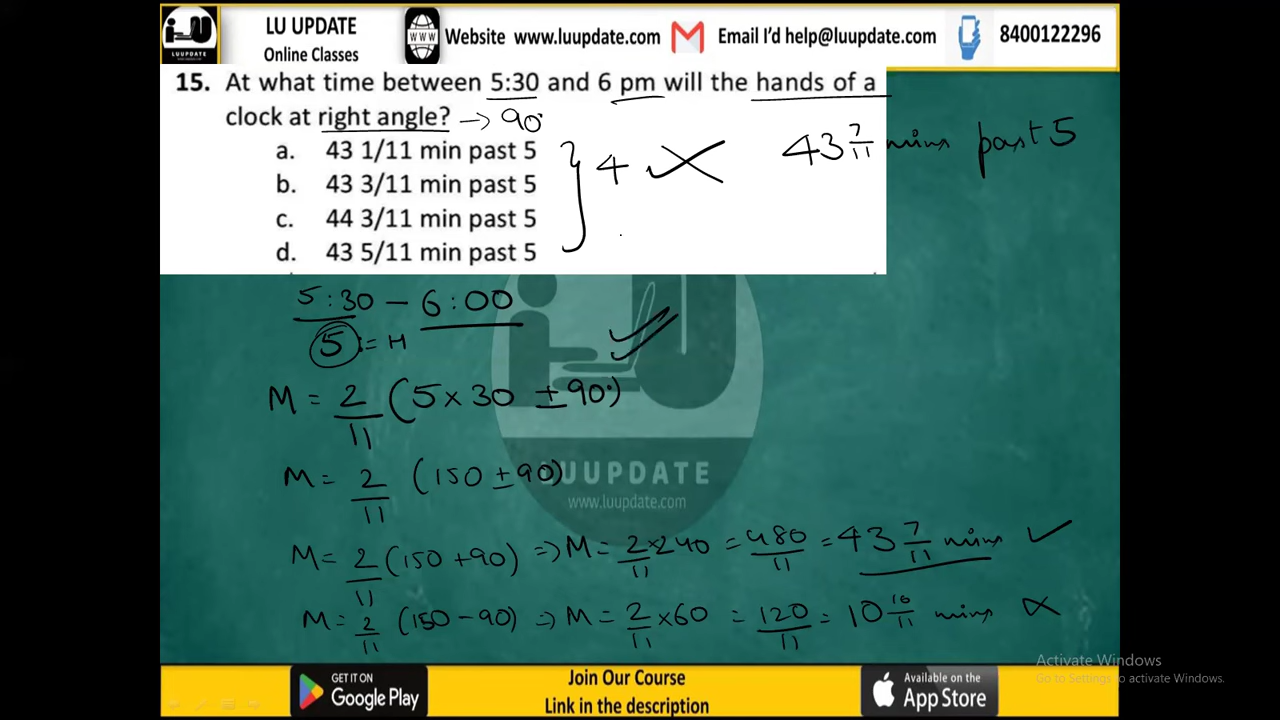 LU UPDATE
Online Classes
LUUPDATE
WWW
Website www.luupdate.com
Email I'd help@luupdate.com
8400122296
15. At what time between 5:30 and 6 pm will the hands of a
clock at right angle? → 90°
a. 43 1/11 min past 5
b. 43 3/11 min past 5
c. 44 3/11 min past 5
d. 43 5/11 min past 5
4
43 7/11 mins past 5
5:30 - 6:00
5 = H
M = 2/11 (5 × 30 ± 90°)
M = 2/11 (150 ± 90)
M = 2/11 (150 + 90) ⇒ M = 2/11 × 240 = 480/11 = 43 7/11 mins ✓
M = 2/11 (150 - 90) ⇒ M = 2/11 × 60 = 120/11 = 10 10/11 mins
LUUPDATE
www.luupdate.com
Activate Windows
Go to Settings to activate Windows.
GET IT ON
Google Play
Join Our Course
Link in the description
Available on the
App Store